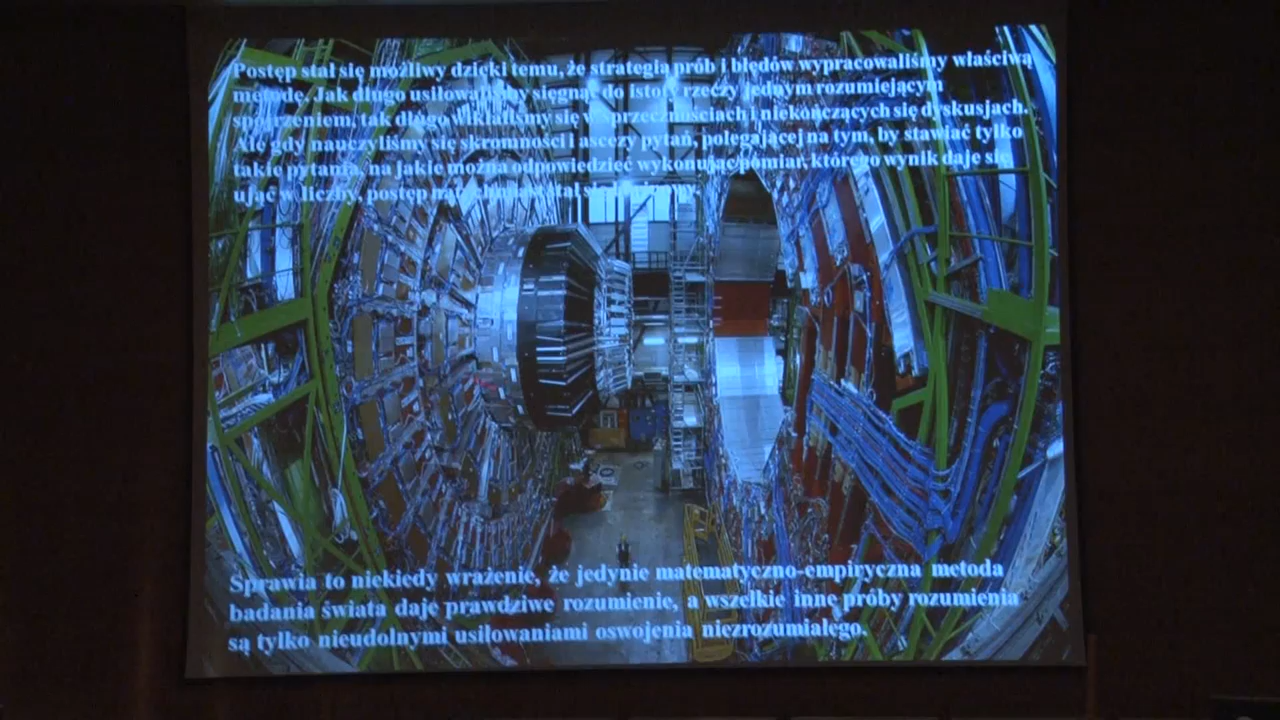 Postęp stał się możliwy dzięki temu, że strategią prób i błędów wypracowaliśmy właściwą
metodę. Jak długo usiłowaliśmy sięgnąć do istoty rzeczy jednym rozumiejącym
spojrzeniem, tak długo wikłaliśmy się w sprzecznościach i niekończących się dyskusjach.
Ale gdy nauczyliśmy się skromności i ascezy pytań, polegającej na tym, by stawiać tylko
takie pytania, na jakie można odpowiedzieć wykonując pomiar, którego wynik daje się
ująć w liczby, postęp stał się
Sprawia to niekiedy wrażenie, że jedynie matematyczno-empiryczna metoda
badania świata daje prawdziwe rozumienie, a wszelkie inne próby rozumienia
są tylko nieudolnymi usiłowaniami oswojenia niezrozumiałego.